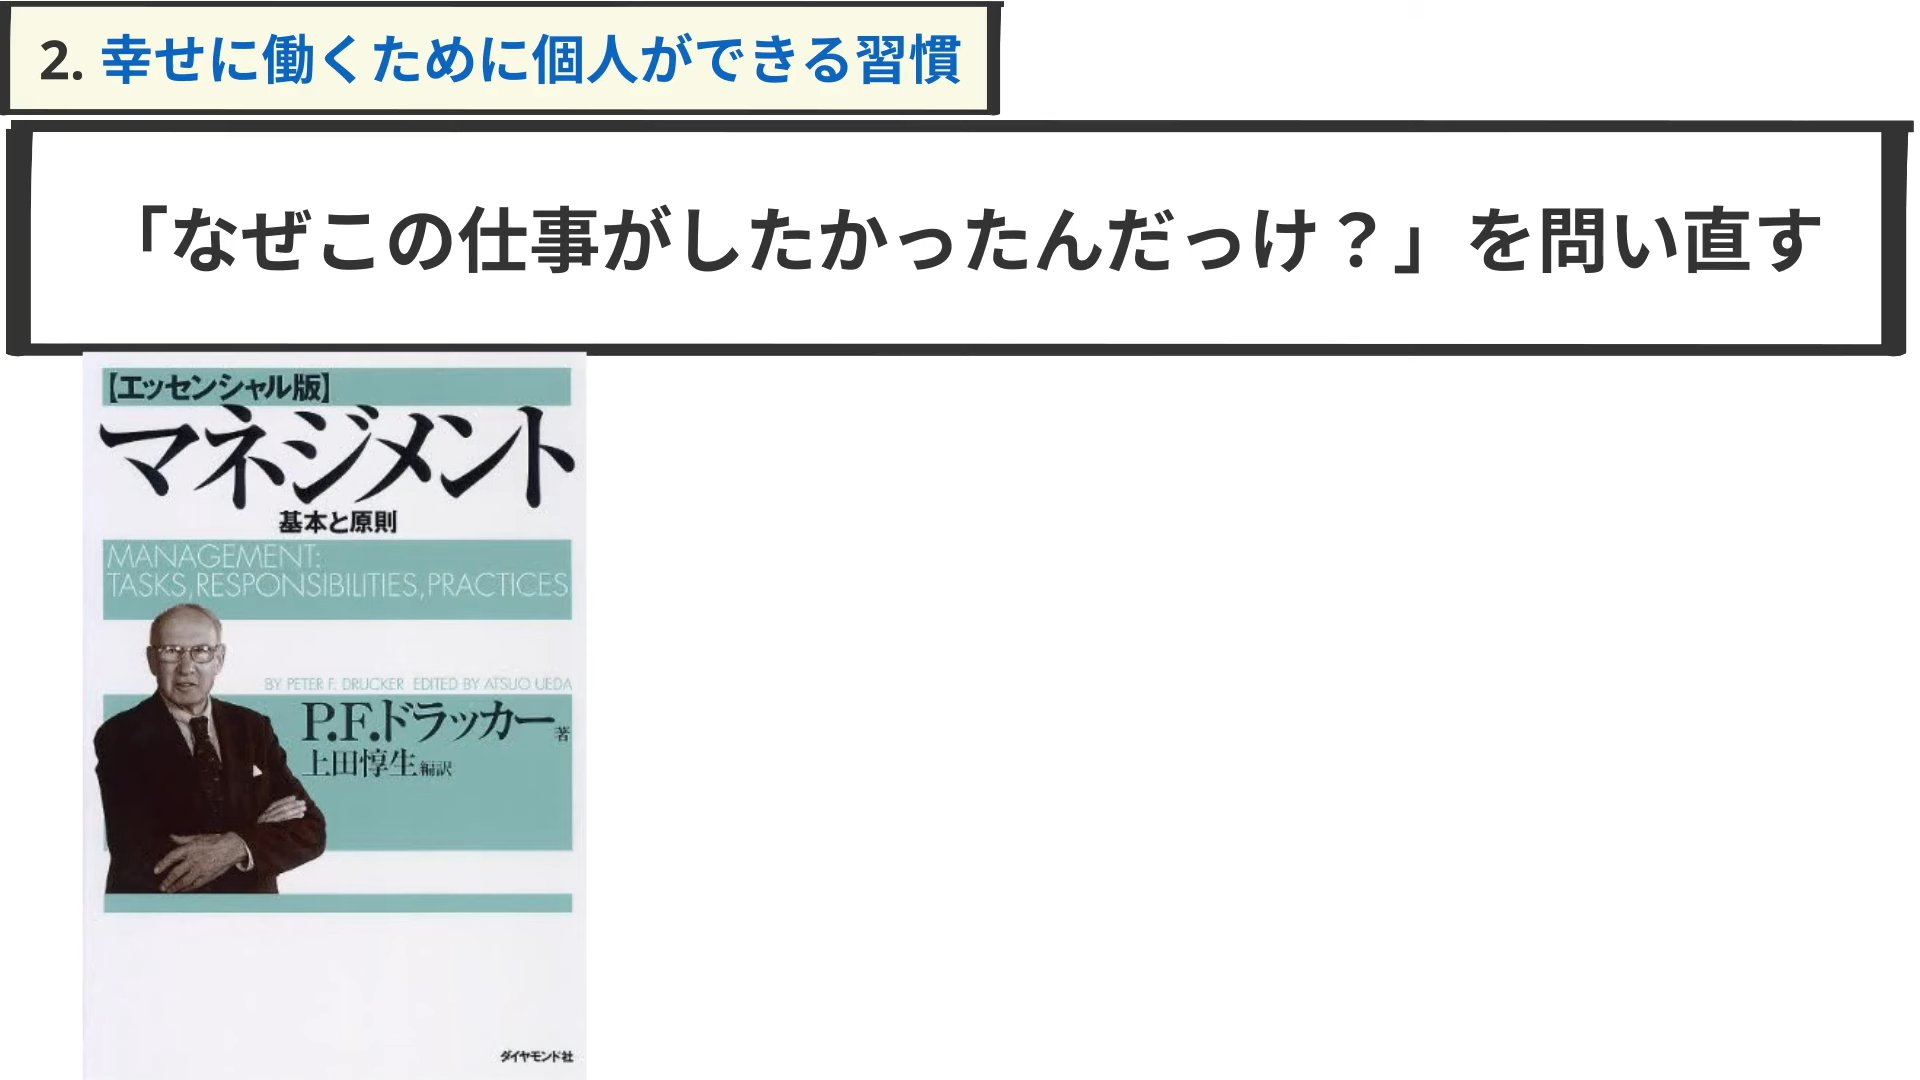 2. 幸せに働くために個人ができる習慣
「なぜこの仕事がしたかったんだっけ？」を問い直す
【エッセンシャル版】
マネジメント
基本と原則
MANAGEMENT:
TASKS,RESPONSIBILITIES,PRACTICES
BY PETER F. DRUCKER EDITED BY ATSUO UEDA
P.F.ドラッカー著
上田惇生編訳
ダイヤモンド社